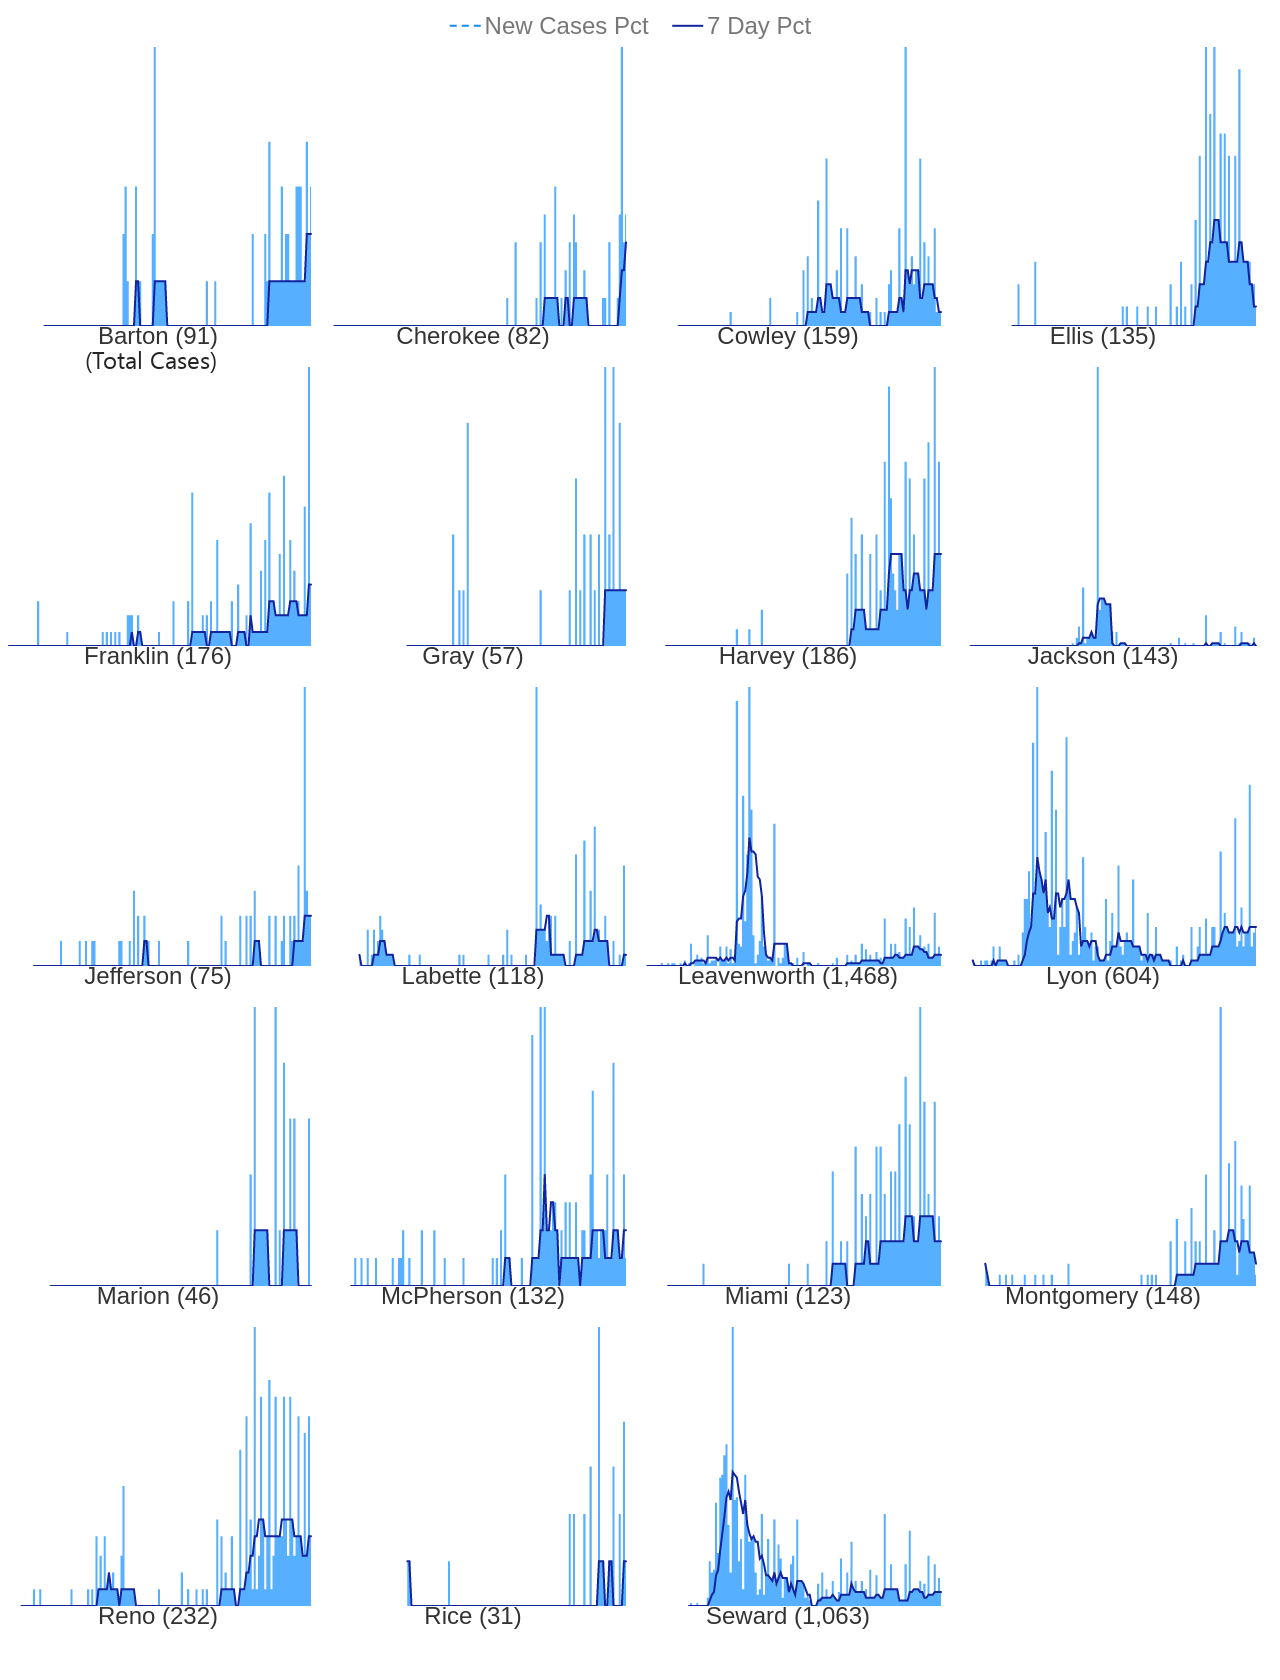 New Cases Pct 7 Day Pct
Barton (91) Cherokee (82) Cowley (159) Ellis (135)
(Total Cases)
Franklin (176) Gray (57) Harvey (186) Jackson (143)
Jefferson (75) Labette (118) Leavenworth (1,468) Lyon (604)
Marion (46) McPherson (132) Miami (123) Montgomery (148)
Reno (232) Rice (31) Seward (1,063)